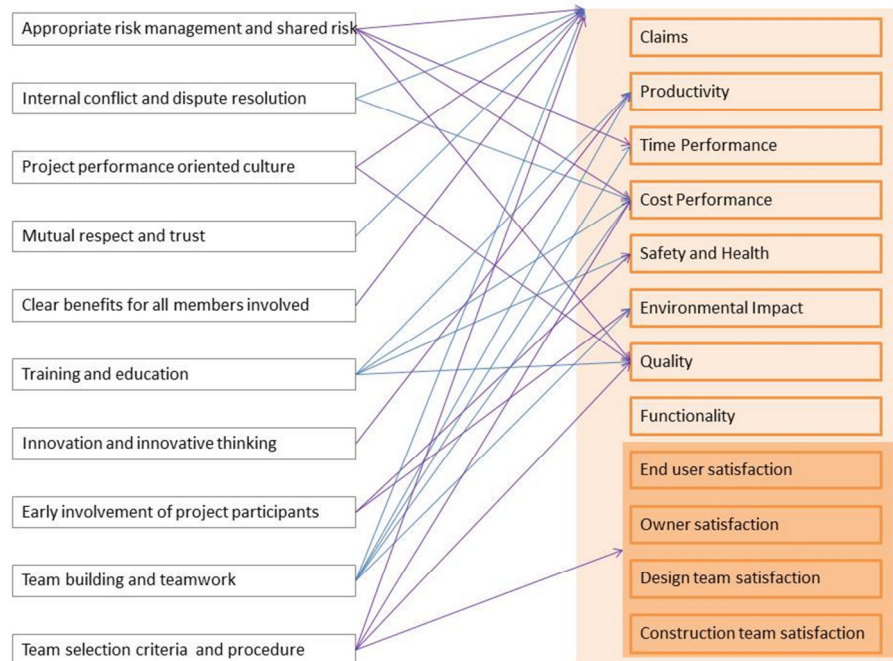 Appropriate risk management and shared risk
Internal conflict and dispute resolution
Project performance oriented culture
Mutual respect and trust
Clear benefits for all members involved
Training and education
Innovation and innovative thinking
Early involvement of project participants
Team building and teamwork
Team selection criteria and procedure
Claims
Productivity
Time Performance
Cost Performance
Safety and Health
Environmental Impact
Quality
Functionality
End user satisfaction
Owner satisfaction
Design team satisfaction
Construction team satisfaction